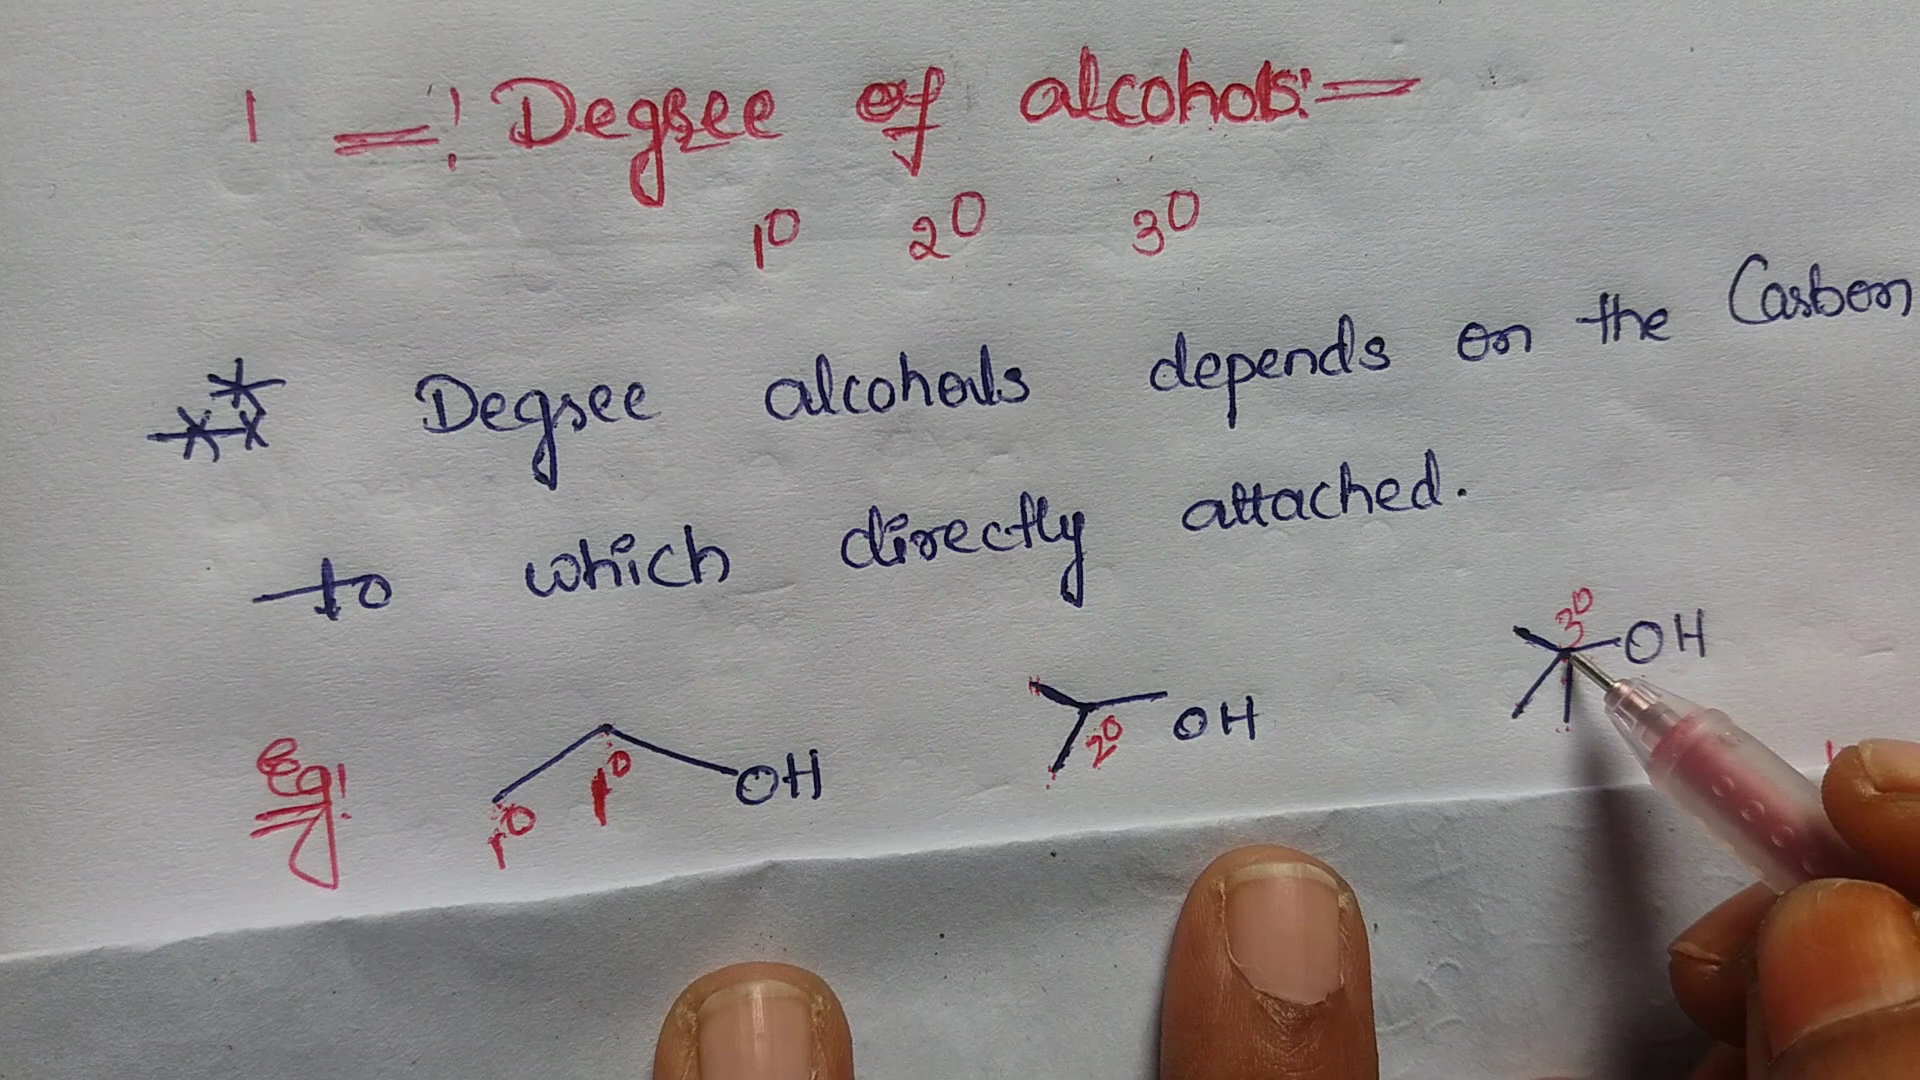 Degree of alcohols:
1° 2° 3°
Degree alcohols depends on the Carbon
to which directly attached.
3° OH
Eg: 1° 1° OH 2° OH